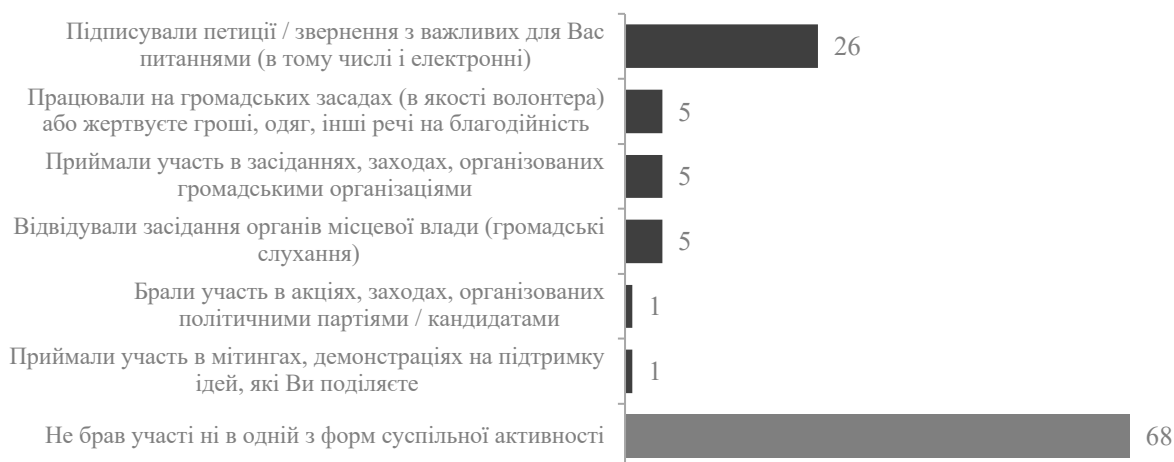 Підписували петиції / звернення з важливих для Вас
питаннями (в тому числі і електронні)
26
Працювали на громадських засадах (в якості волонтера)
або жертвуєте гроші, одяг, інші речі на благодійність
5
Приймали участь в засіданнях, заходах, організованих
громадськими організаціями
5
Відвідували засідання органів місцевої влади (громадські
слухання)
5
Брали участь в акціях, заходах, організованих
політичними партіями / кандидатами
1
Приймали участь в мітингах, демонстраціях на підтримку
ідей, які Ви поділяєте
1
Не брав участі ні в одній з форм суспільної активності
68